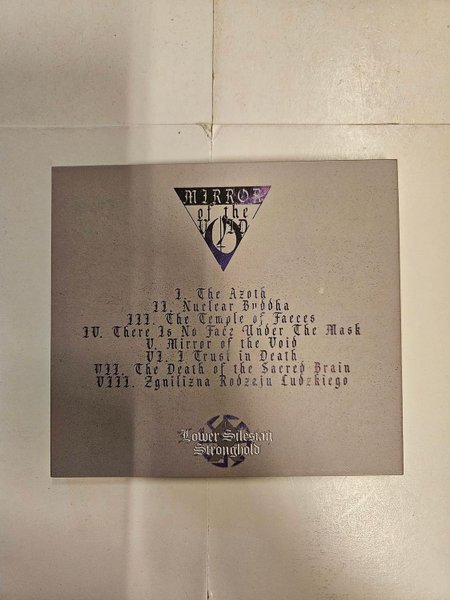 MIRROR
of the
VOID
I. The Azoth
II. Nuclear Buddha
III. The Temple of Faeces
IV. There Is No Face Under The Mask
V. Mirror of the Void
VI. I Trust in Death
VII. The Death of the Sacred Brain
VIII. Zgnilizna Rodzaju Ludzkiego
Lower Silesian
Stronghold